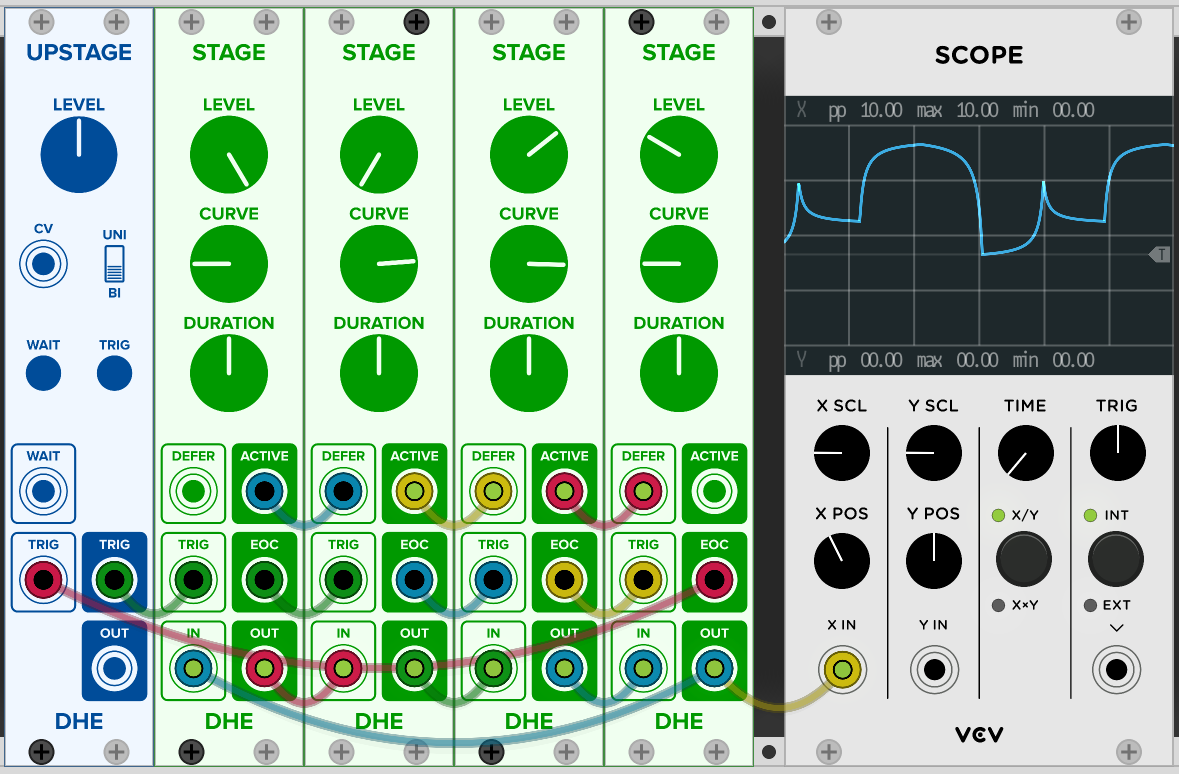 UPSTAGE
LEVEL
CV
UNI
BI
WAIT TRIG
WAIT
TRIG TRIG
OUT
DHE
STAGE
LEVEL
CURVE
DURATION
DEFER ACTIVE
TRIG EOC
IN OUT
DHE
STAGE
LEVEL
CURVE
DURATION
DEFER ACTIVE
TRIG EOC
IN OUT
DHE
STAGE
LEVEL
CURVE
DURATION
DEFER ACTIVE
TRIG EOC
IN OUT
DHE
STAGE
LEVEL
CURVE
DURATION
DEFER ACTIVE
TRIG EOC
IN OUT
DHE
SCOPE
X pp 10.00 max 10.00 min 00.00
T
Y pp 00.00 max 00.00 min 00.00
X SCL Y SCL TIME TRIG
X POS Y POS X/Y INT
X×Y EXT
X IN Y IN
VCV